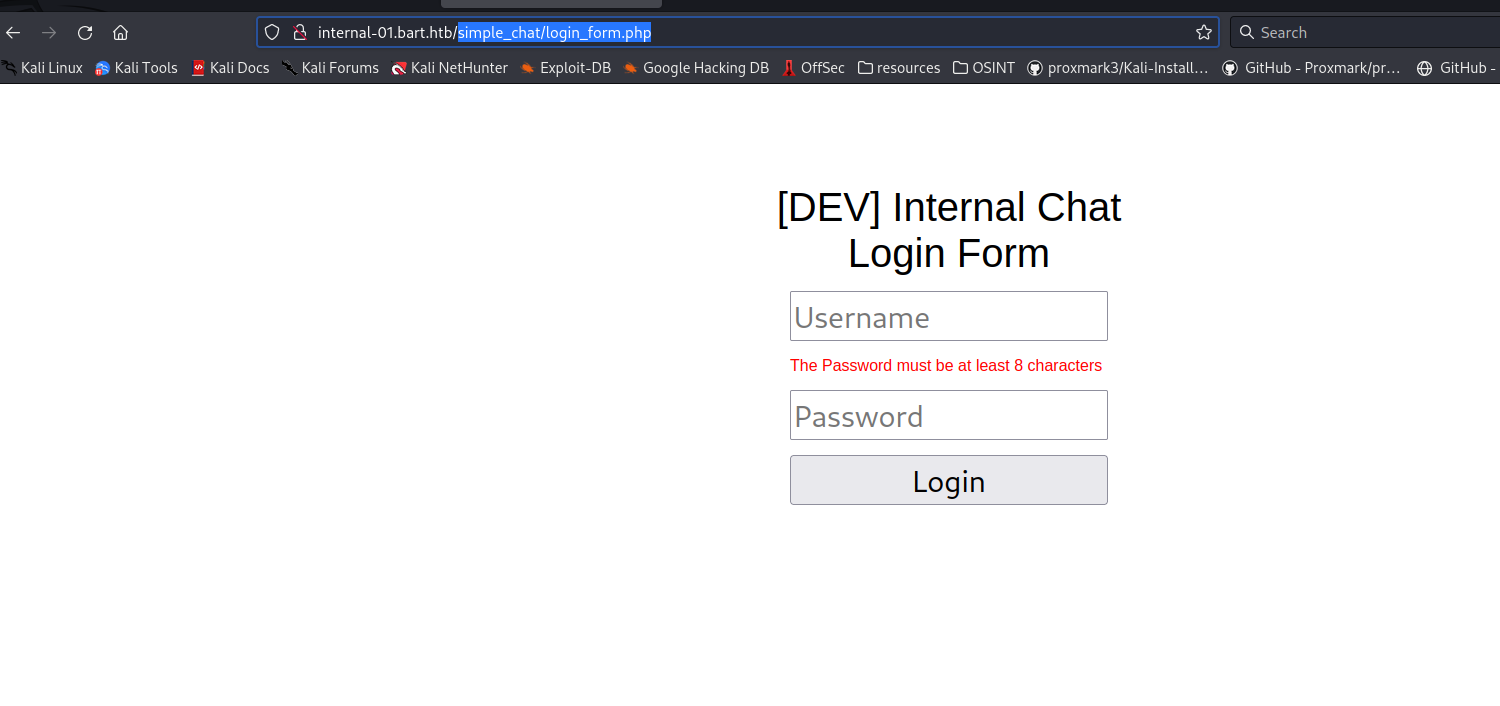 internal-01.bart.htb/simple_chat/login_form.php Search
Kali Linux Kali Tools Kali Docs Kali Forums Kali NetHunter Exploit-DB Google Hacking DB OffSec resources OSINT proxmark3/Kali-Install… GitHub - Proxmark/pr… GitHub -
[DEV] Internal Chat
Login Form
Username
The Password must be at least 8 characters
Password
Login